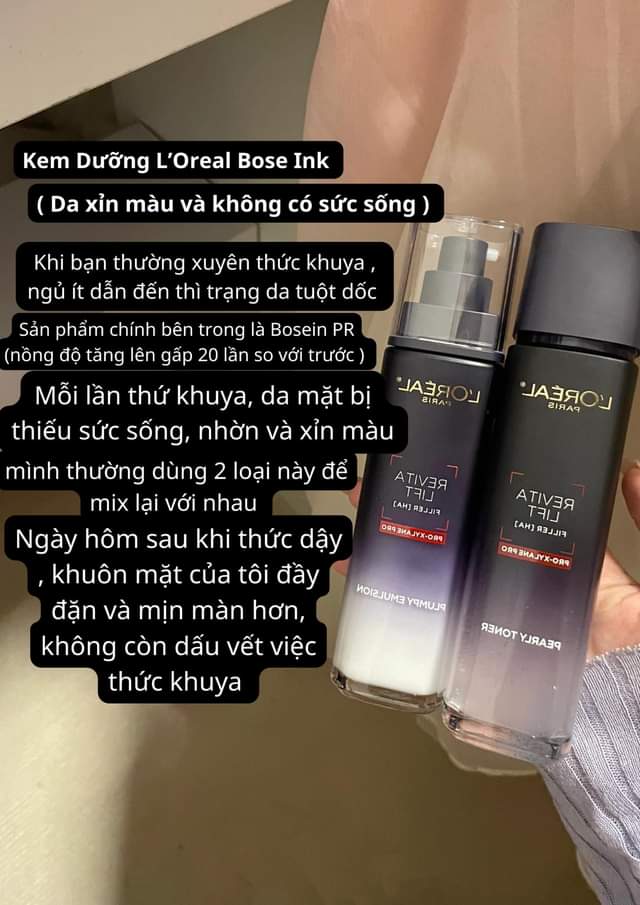 Kem Dưỡng L'Oreal Bose Ink
( Da xỉn màu và không có sức sống )
Khi bạn thường xuyên thức khuya ,
ngủ ít dẫn đến thì trạng da tuột dốc
Sản phẩm chính bên trong là Bosein PR
(nồng độ tăng lên gấp 20 lần so với trước )
Mỗi lần thứ khuya, da mặt bị
thiếu sức sống, nhờn và xỉn màu
mình thường dùng 2 loại này để
mix lại với nhau
Ngày hôm sau khi thức dậy
, khuôn mặt của tôi đầy
đặn và mịn màn hơn,
không còn dấu vết việc
thức khuya
L'ORÉAL
PARIS
REVITA
LIFT
FILLER [HA]
PRO-XYLANE PRO
PLUMPY EMULSION
L'ORÉAL
PARIS
REVITA
LIFT
FILLER [HA]
PRO-XYLANE PRO
PEARLY TONER